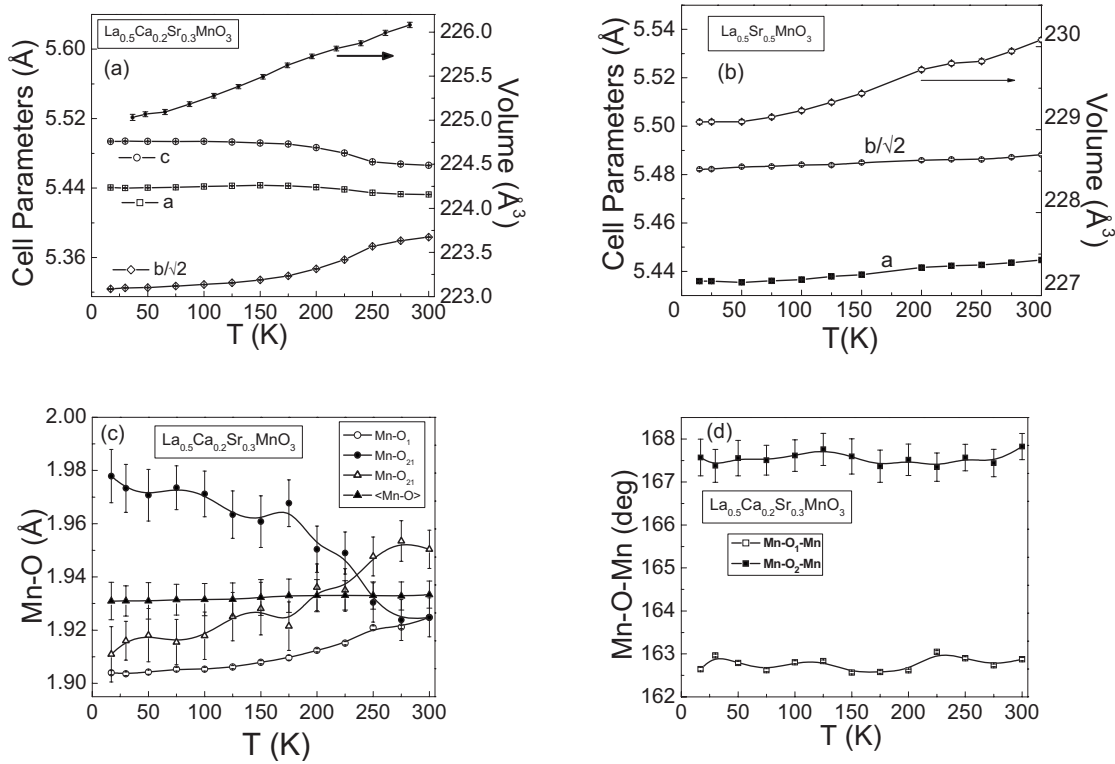 La0.5Ca0.2Sr0.3MnO3
(a)
Cell Parameters (Å)
5.60
5.52
5.44
5.36
226.0
225.5
225.0
224.5
224.0
223.5
223.0
Volume (Å3)
c
a
b/√2
0 50 100 150 200 250 300
T (K)
La0.5Sr0.5MnO3
(b)
Cell Parameters (Å)
5.54
5.52
5.50
5.48
5.46
5.44
230
229
228
227
Volume (Å3)
b/√2
a
0 50 100 150 200 250 300
T(K)
(c)
La0.5Ca0.2Sr0.3MnO3
Mn-O1
Mn-O21
Mn-O21
<Mn-O>
Mn-O (Å)
2.00
1.98
1.96
1.94
1.92
1.90
0 50 100 150 200 250 300
T (K)
(d)
La0.5Ca0.2Sr0.3MnO3
Mn-O1-Mn
Mn-O2-Mn
Mn-O-Mn (deg)
168
167
166
165
164
163
162
0 50 100 150 200 250 300
T (K)